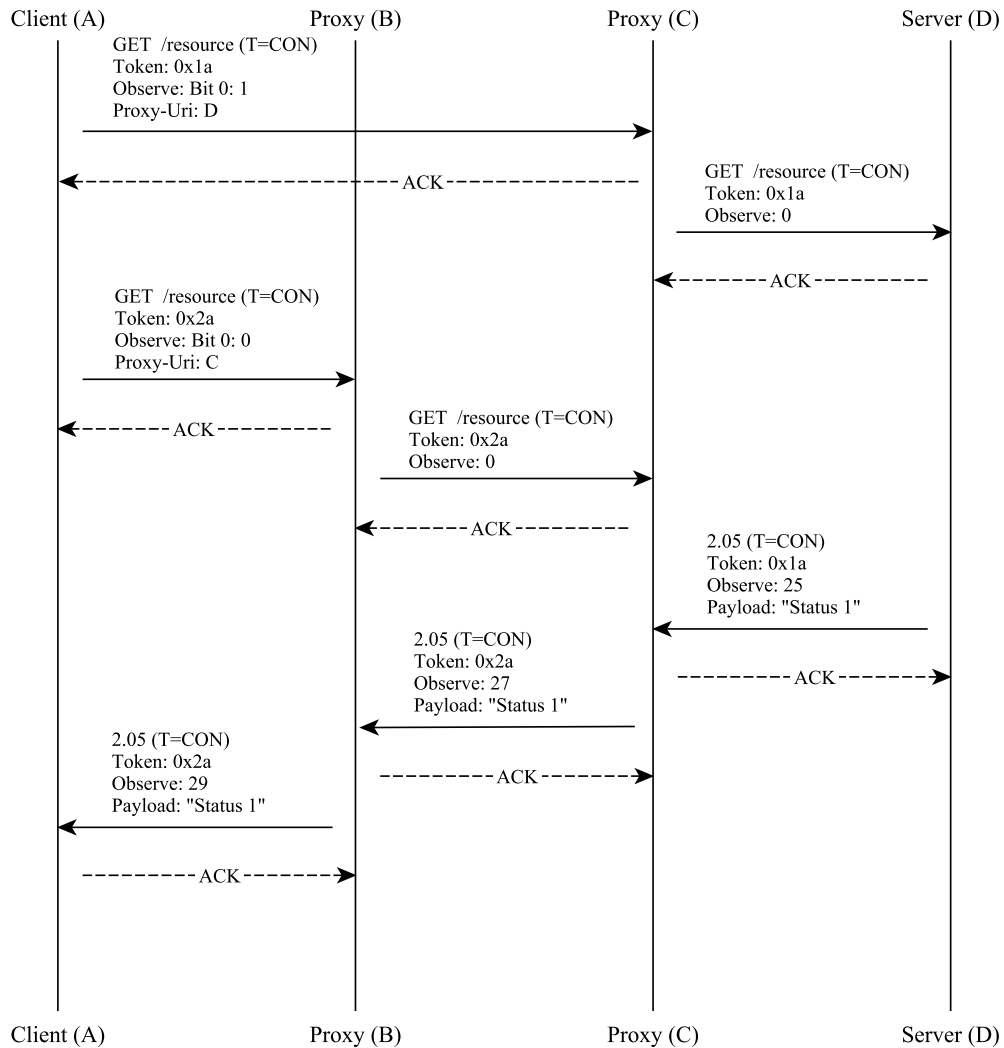 Client (A) Proxy (B) Proxy (C) Server (D)
GET /resource (T=CON)
Token: 0x1a
Observe: Bit 0: 1
Proxy-Uri: D
ACK
GET /resource (T=CON)
Token: 0x1a
Observe: 0
ACK
GET /resource (T=CON)
Token: 0x2a
Observe: Bit 0: 0
Proxy-Uri: C
ACK
GET /resource (T=CON)
Token: 0x2a
Observe: 0
ACK
2.05 (T=CON)
Token: 0x1a
Observe: 25
Payload: "Status 1"
ACK
2.05 (T=CON)
Token: 0x2a
Observe: 27
Payload: "Status 1"
ACK
2.05 (T=CON)
Token: 0x2a
Observe: 29
Payload: "Status 1"
ACK
Client (A) Proxy (B) Proxy (C) Server (D)